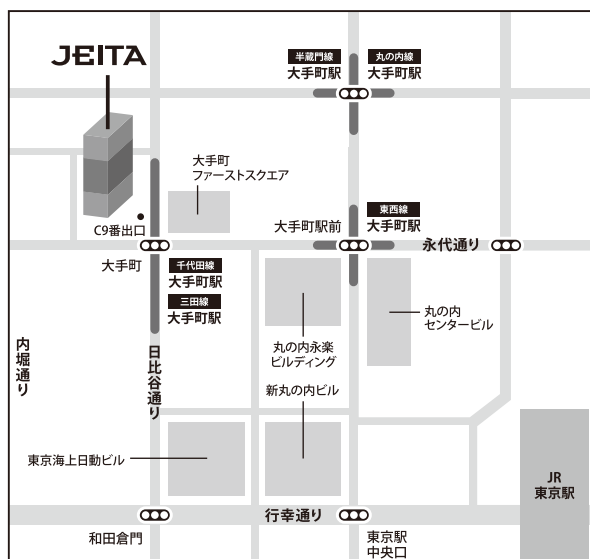 JEITA
半蔵門線
大手町駅
丸の内線
大手町駅
大手町
ファーストスクエア
C9番出口
大手町駅前
東西線
大手町駅
永代通り
大手町
千代田線
大手町駅
三田線
大手町駅
丸の内
センタービル
内堀通り
日比谷通り
丸の内永楽
ビルディング
新丸の内ビル
東京海上日動ビル
JR
東京駅
行幸通り
和田倉門
東京駅
中央口